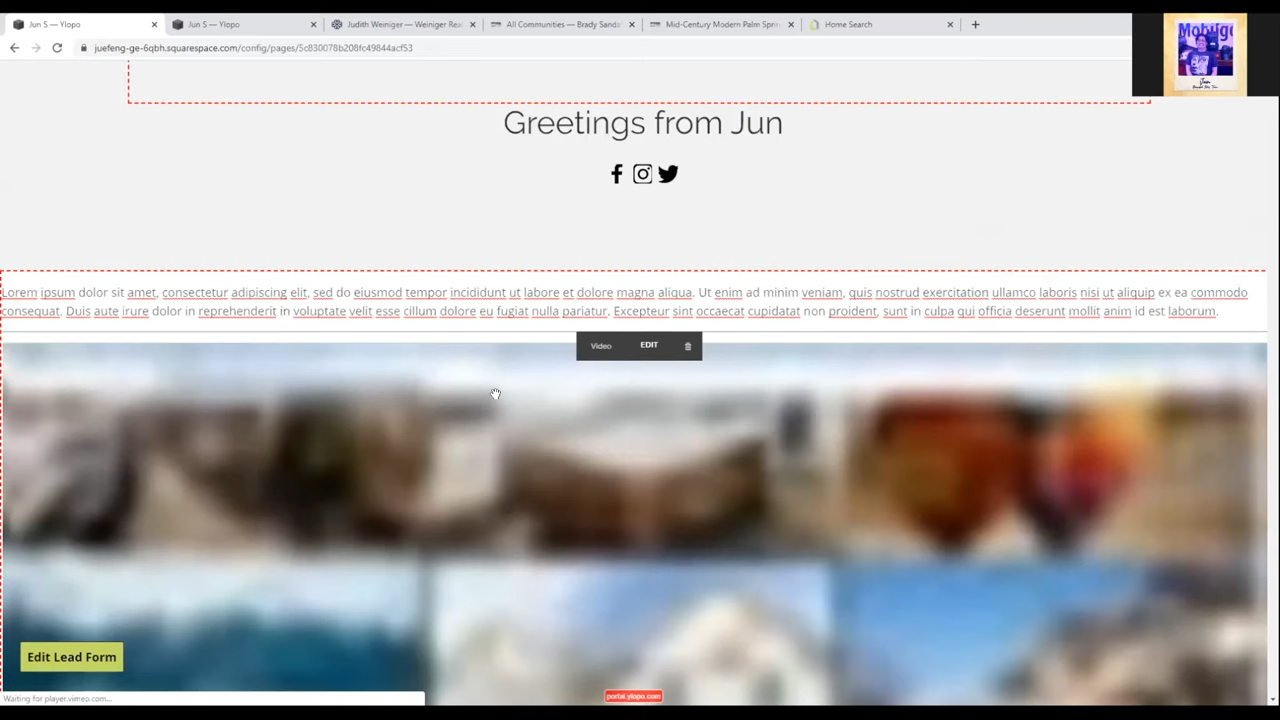 Jun S — Ylopo
Jun S — Ylopo
Judith Weiniger — Weiniger Rea
All Communities — Brady Sanda
Mid-Century Modern Palm Sprin
Home Search
juefeng-ge-6qbh.squarespace.com/config/pages/5c830078b208fc49844acf53
Mobilge
Jun
Greetings from Jun
Lorem ipsum dolor sit amet, consectetur adipiscing elit, sed do eiusmod tempor incididunt ut labore et dolore magna aliqua. Ut enim ad minim veniam, quis nostrud exercitation ullamco laboris nisi ut aliquip ex ea commodo
consequat. Duis aute irure dolor in reprehenderit in voluptate velit esse cillum dolore eu fugiat nulla pariatur. Excepteur sint occaecat cupidatat non proident, sunt in culpa qui officia deserunt mollit anim id est laborum.
Video EDIT
Edit Lead Form
Waiting for player.vimeo.com...
portal.ylopo.com